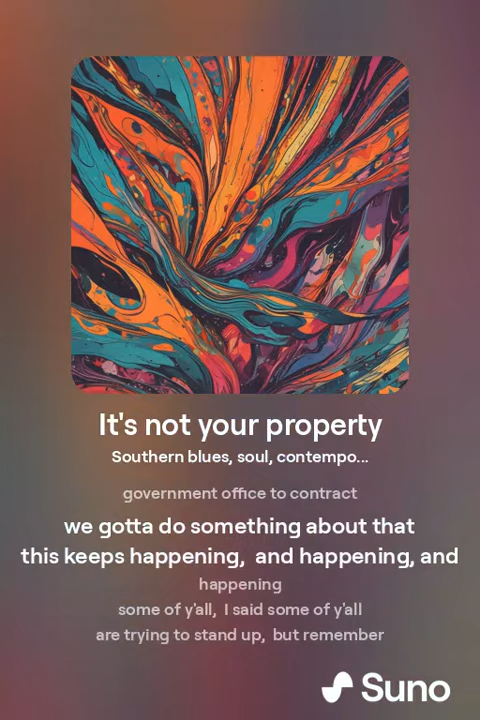 It's not your property
Southern blues, soul, contempo...
government office to contract
we gotta do something about that
this keeps happening,  and happening, and
happening
some of y'all,  I said some of y'all
are trying to stand up,  but remember
Suno